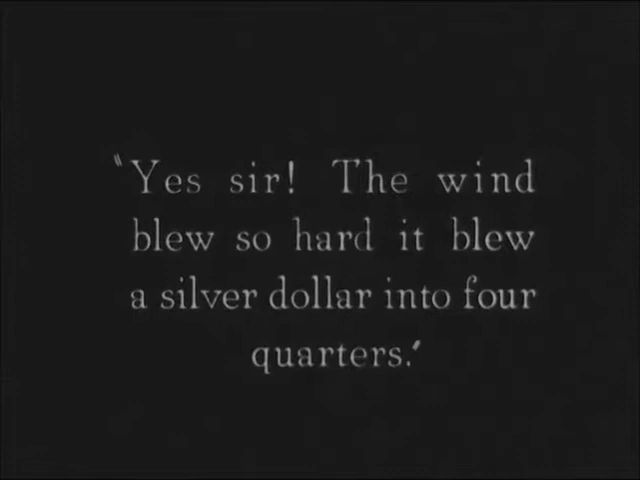 "Yes sir! The wind
blew so hard it blew
a silver dollar into four
quarters."